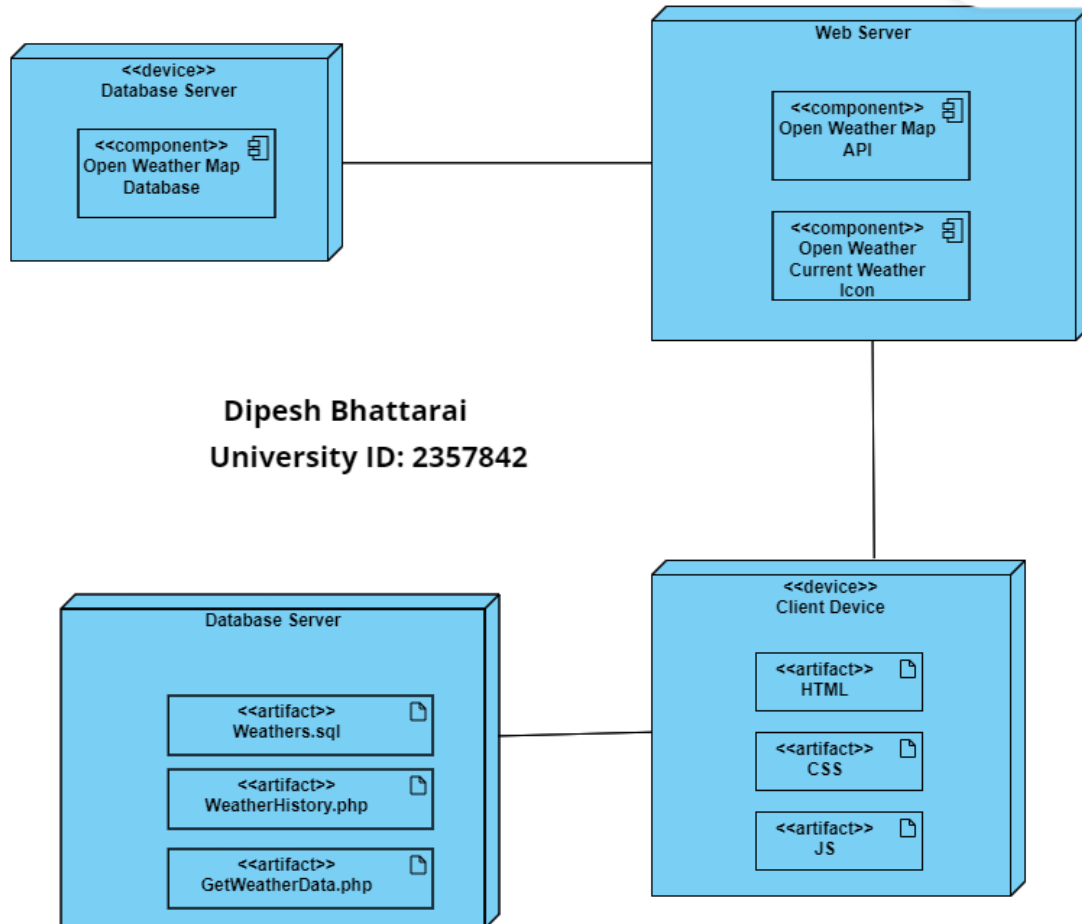 <<device>>
Database Server
<<component>>
Open Weather Map
Database
Web Server
<<component>>
Open Weather Map
API
<<component>>
Open Weather
Current Weather
Icon
Dipesh Bhattarai
University ID: 2357842
Database Server
<<artifact>>
Weathers.sql
<<artifact>>
WeatherHistory.php
<<artifact>>
GetWeatherData.php
<<device>>
Client Device
<<artifact>>
HTML
<<artifact>>
CSS
<<artifact>>
JS